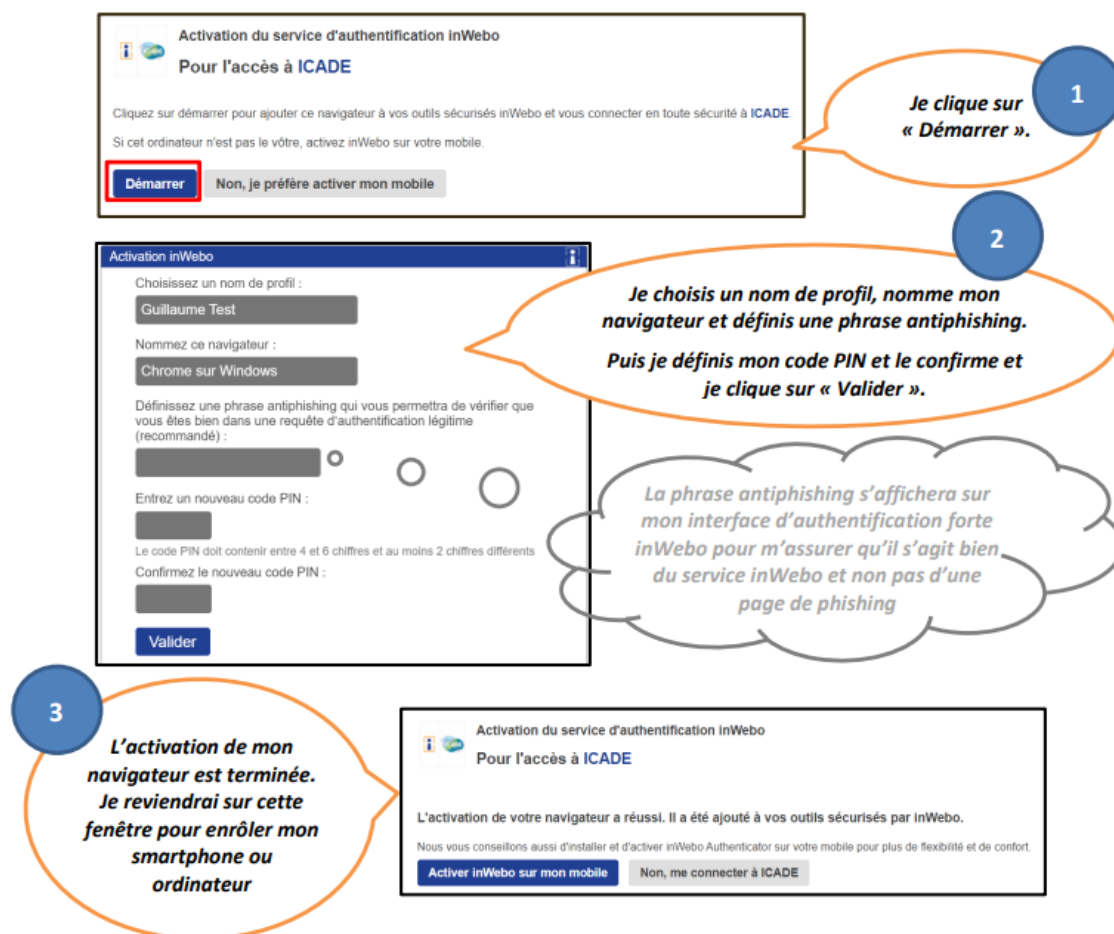 Activation du service d'authentification inWebo
Pour l'accès à ICADE
Cliquez sur démarrer pour ajouter ce navigateur à vos outils sécurisés inWebo et vous connecter en toute sécurité à ICADE.
Si cet ordinateur n'est pas le vôtre, activez inWebo sur votre mobile.
Démarrer
Non, je préfère activer mon mobile
1
Je clique sur
« Démarrer ».
Activation inWebo
Choisissez un nom de profil :
Guillaume Test
Nommez ce navigateur :
Chrome sur Windows
Définissez une phrase antiphishing qui vous permettra de vérifier que
vous êtes bien dans une requête d'authentification légitime
(recommandé) :
Entrez un nouveau code PIN :
Le code PIN doit contenir entre 4 et 6 chiffres et au moins 2 chiffres différents
Confirmez le nouveau code PIN :
Valider
2
Je choisis un nom de profil, nomme mon
navigateur et définis une phrase antiphishing.
Puis je définis mon code PIN et le confirme et
je clique sur « Valider ».
La phrase antiphishing s'affichera sur
mon interface d'authentification forte
inWebo pour m'assurer qu'il s'agit bien
du service inWebo et non pas d'une
page de phishing
3
L'activation de mon
navigateur est terminée.
Je reviendrai sur cette
fenêtre pour enrôler mon
smartphone ou
ordinateur
Activation du service d'authentification inWebo
Pour l'accès à ICADE
L'activation de votre navigateur a réussi. Il a été ajouté à vos outils sécurisés par inWebo.
Nous vous conseillons aussi d'installer et d'activer inWebo Authenticator sur votre mobile pour plus de flexibilité et de confort.
Activer inWebo sur mon mobile
Non, me connecter à ICADE